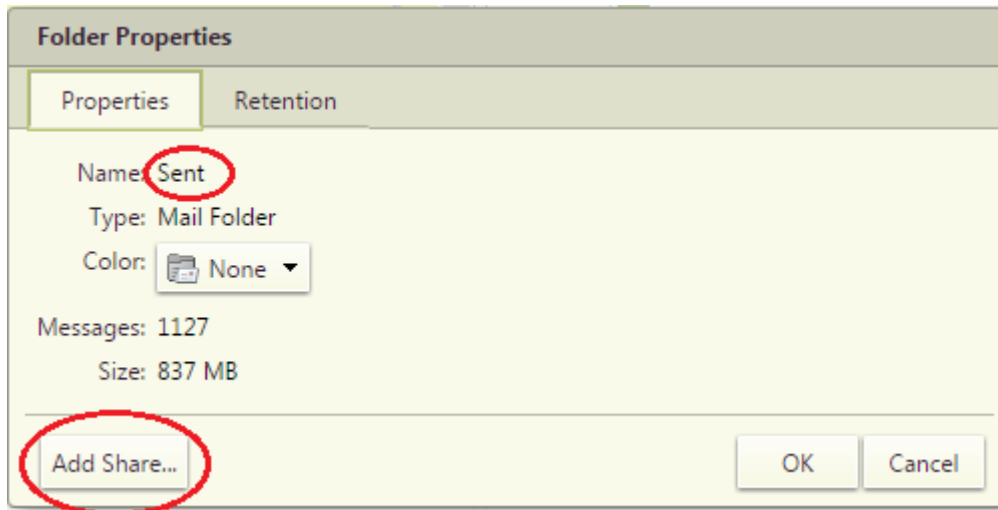 Folder Properties
Properties Retention
Name: Sent
Type: Mail Folder
Color: None
Messages: 1127
Size: 837 MB
Add Share... OK Cancel